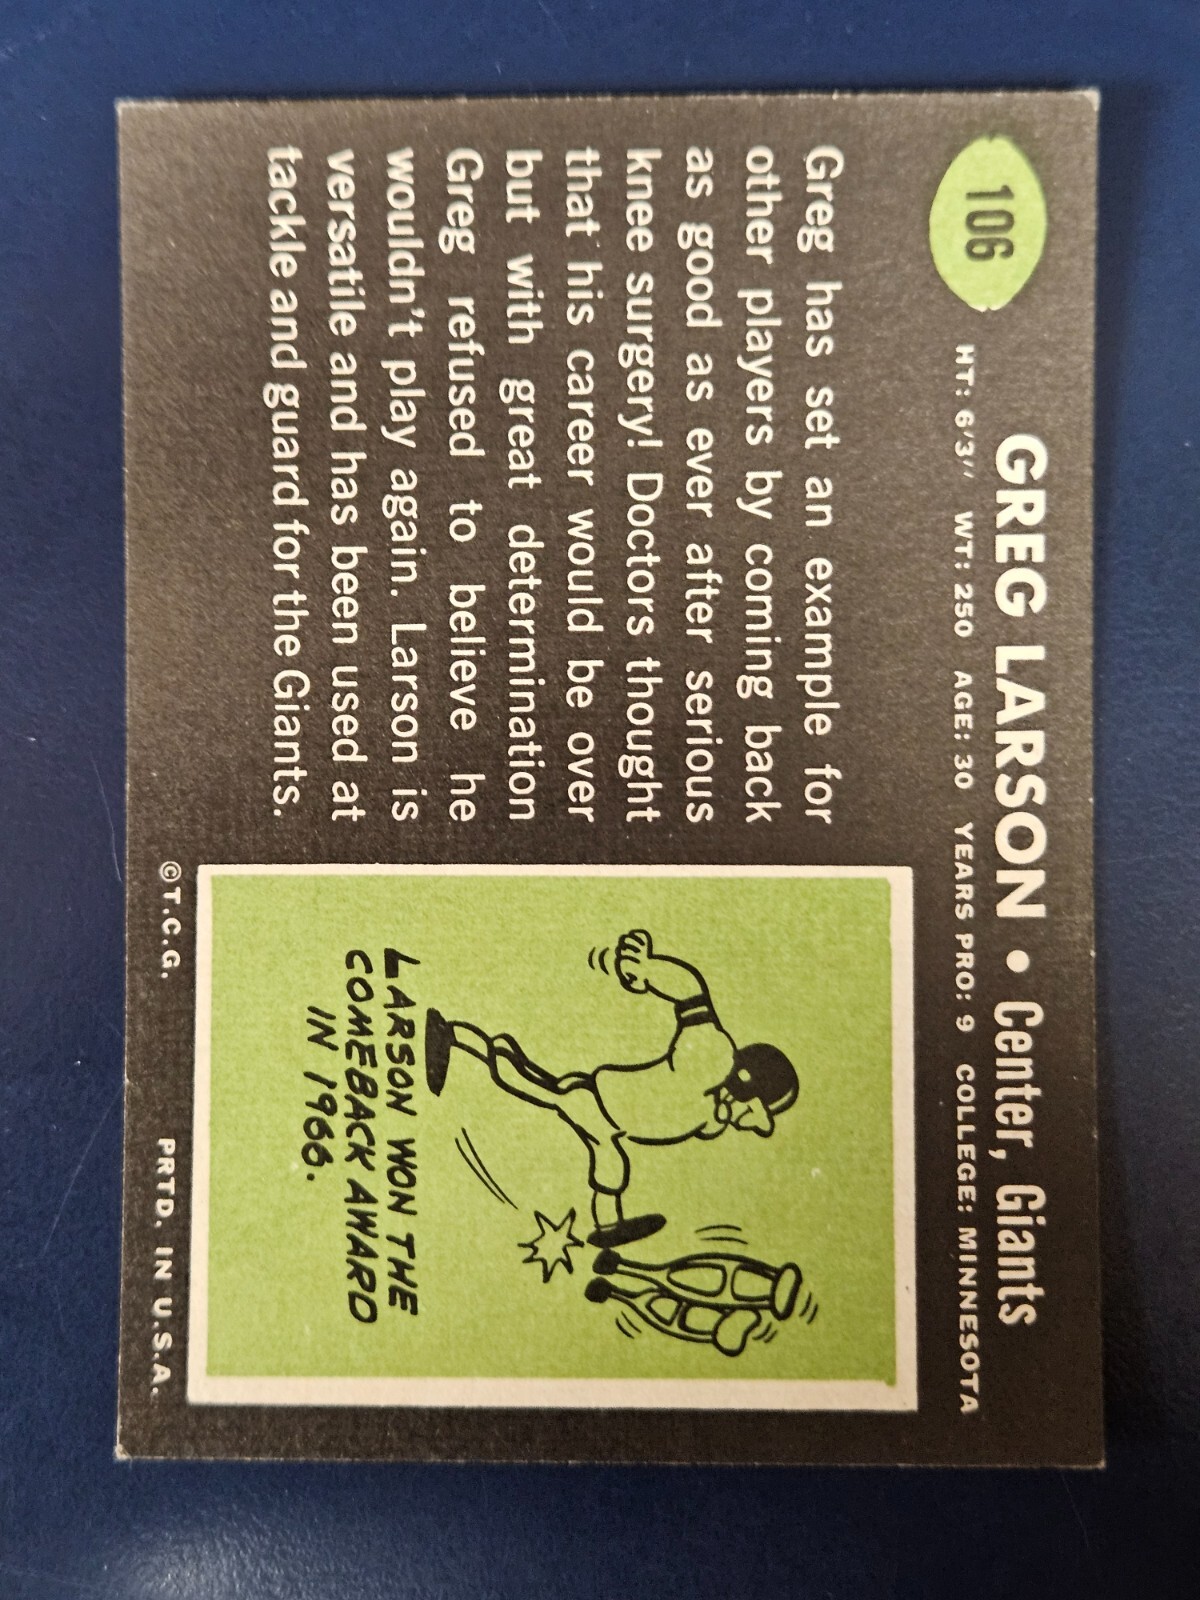 106
GREG LARSON • Center, Giants
HT: 6'3" WT: 250 AGE: 30 YEARS PRO: 9 COLLEGE: MINNESOTA
Greg has set an example for
other players by coming back
as good as ever after serious
knee surgery! Doctors thought
that his career would be over
but with great determination
Greg refused to believe he
wouldn't play again. Larson is
versatile and has been used at
tackle and guard for the Giants.
LARSON WON THE
COMEBACK AWARD
IN 1966.
©T.C.G. PRTD. IN U.S.A.